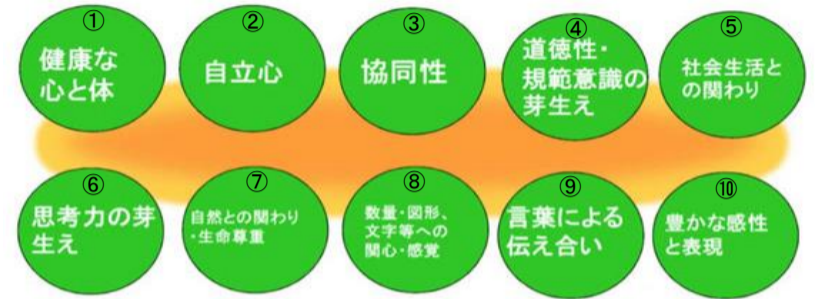 ①
健康な
心と体
②
自立心
③
協同性
④
道徳性・
規範意識の
芽生え
⑤
社会生活と
の関わり
⑥
思考力の芽
生え
⑦
自然との関わり
・生命尊重
⑧
数量・図形、
文字等への
関心・感覚
⑨
言葉による
伝え合い
⑩
豊かな感性
と表現